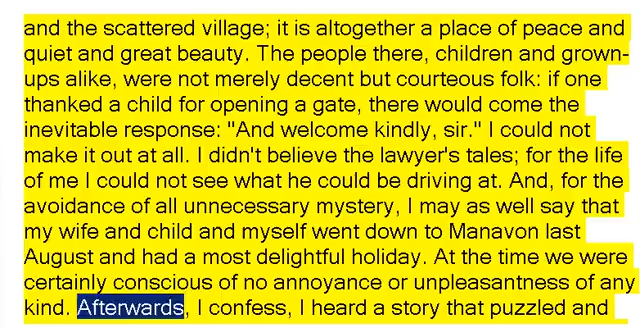 and the scattered village; it is altogether a place of peace and
quiet and great beauty. The people there, children and grown-
ups alike, were not merely decent but courteous folk: if one
thanked a child for opening a gate, there would come the
inevitable response: "And welcome kindly, sir." I could not
make it out at all. I didn't believe the lawyer's tales; for the life
of me I could not see what he could be driving at. And, for the
avoidance of all unnecessary mystery, I may as well say that
my wife and child and myself went down to Manavon last
August and had a most delightful holiday. At the time we were
certainly conscious of no annoyance or unpleasantness of any
kind. Afterwards, I confess, I heard a story that puzzled and